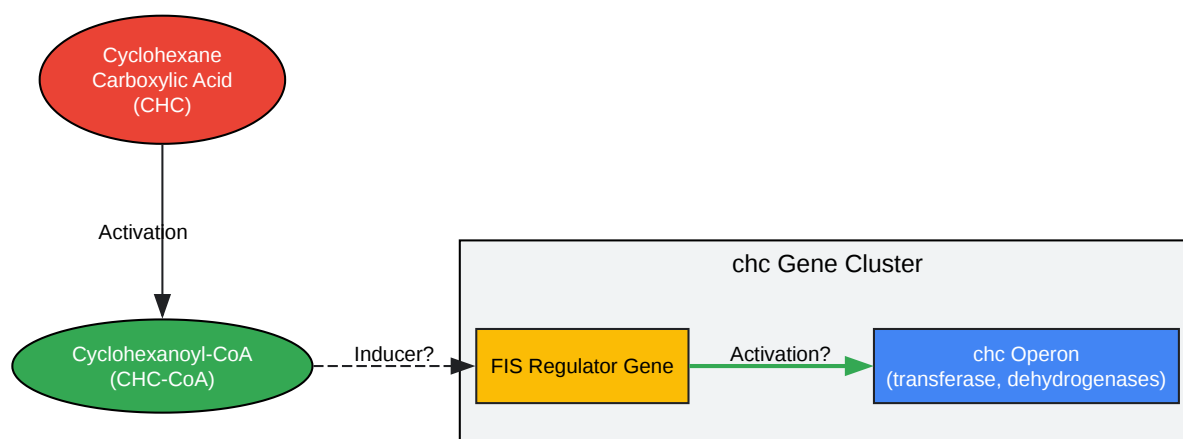 Cyclohexane
Carboxylic Acid
(CHC)
Activation
chc Gene Cluster
Cyclohexanoyl-CoA
(CHC-CoA)
Inducer?
FIS Regulator Gene
Activation?
chc Operon
(transferase, dehydrogenases)